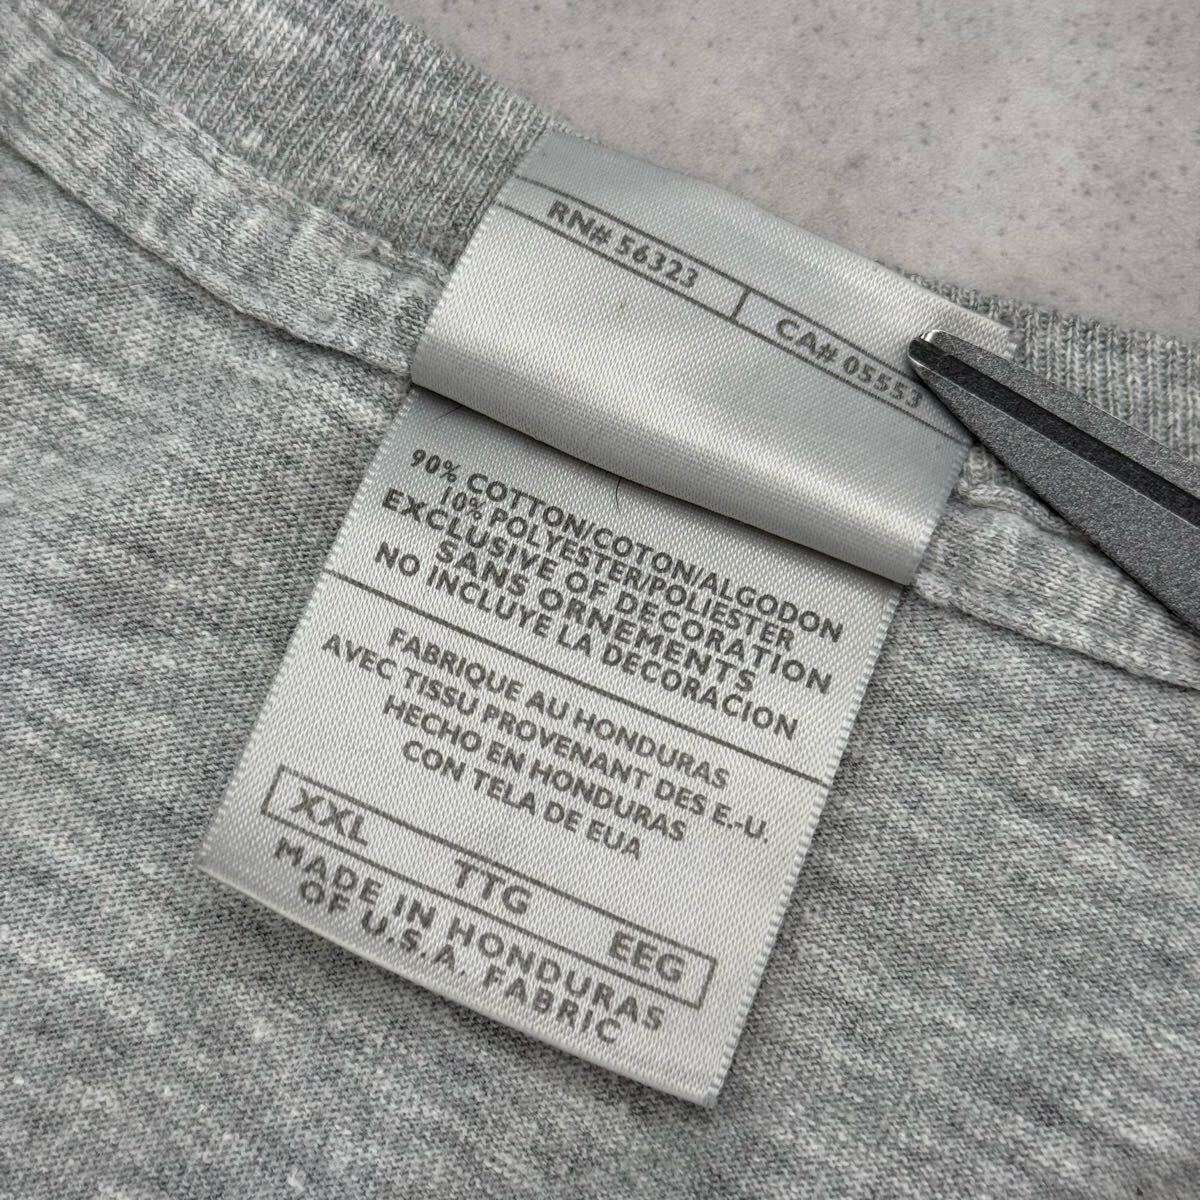 RN# 56323 | CA# 05553
90% COTTON/COTON/ALGODON
10% POLYESTER/POLIESTER
EXCLUSIVE OF DECORATION
SANS ORNEMENTS
NO INCLUYE LA DECORACION
FABRIQUE AU HONDURAS
AVEC TISSU PROVENANT DES E.-U.
HECHO EN HONDURAS
CON TELA DE EUA
XXL TTG EEG
MADE IN HONDURAS
OF U.S.A. FABRIC